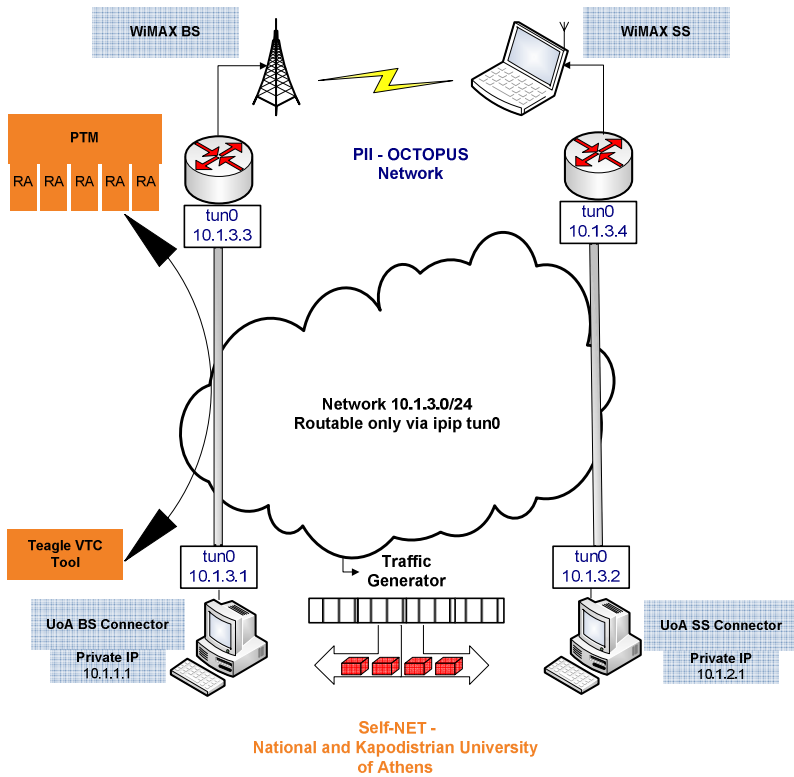 WiMAX BS
WiMAX SS
PTM
RA RA RA RA RA
PII - OCTOPUS
Network
tun0
10.1.3.3
tun0
10.1.3.4
Network 10.1.3.0/24
Routable only via ipip tun0
Teagle VTC
Tool
tun0
10.1.3.1
Traffic
Generator
tun0
10.1.3.2
UoA BS Connector
Private IP
10.1.1.1
UoA SS Connector
Private IP
10.1.2.1
Self-NET -
National and Kapodistrian University
of Athens